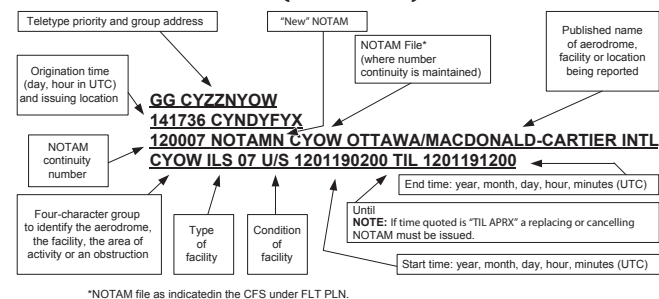 Teletype priority and group address
"New" NOTAM
Published name
of aerodrome,
facility or location
being reported
NOTAM File*
(where number
continuity is maintained)
Origination time
(day, hour in UTC)
and issuing location
GG CYZZNYOW
141736 CYNDYFYX
120007 NOTAMN CYOW OTTAWA/MACDONALD-CARTIER INTL
CYOW ILS 07 U/S 1201190200 TIL 1201191200
NOTAM
continuity
number
End time: year, month, day, hour, minutes (UTC)
Four-character group
to identify the aerodrome,
the facility, the area of
activity or an obstruction
Type
of
facility
Condition
of
facility
Until
NOTE: If time quoted is "TIL APRX" a replacing or cancelling
NOTAM must be issued.
Start time: year, month, day, hour, minutes (UTC)
*NOTAM file as indicatedin the CFS under FLT PLN.